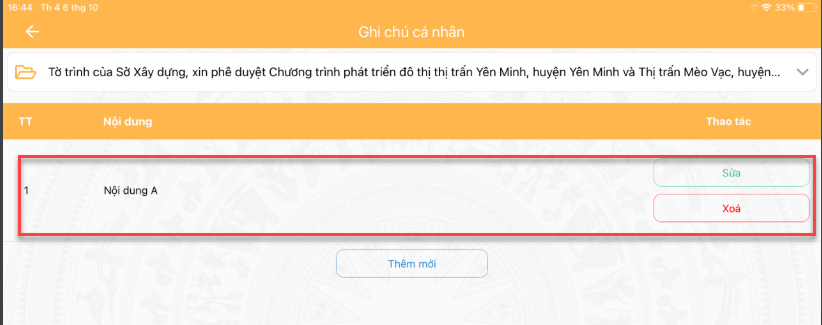 16:44 Th 4 6 thg 10
33%
Ghi chú cá nhân
Tờ trình của Sở Xây dựng, xin phê duyệt Chương trình phát triển đô thị thị trấn Yên Minh, huyện Yên Minh và Thị trấn Mèo Vạc, huyện...
TT Nội dung Thao tác
Sửa
1 Nội dung A
Xoá
Thêm mới